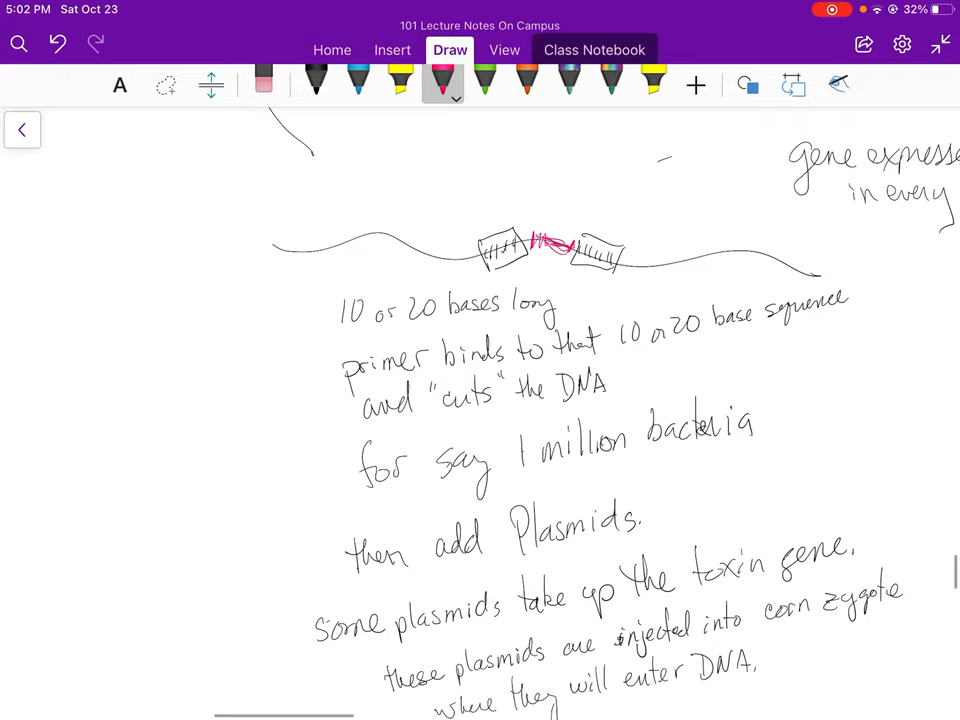 5:02 PM Sat Oct 23
32%
101 Lecture Notes On Campus
Home Insert Draw View Class Notebook
A
gene expresse
in every
10 or 20 bases long
primer binds to that 10 or 20 base sequence
and "cuts" the DNA
for say 1 million bacteria
then add Plasmids.
Some plasmids take up the toxin gene.
these plasmids are injected into corn zygote
where they will enter DNA.